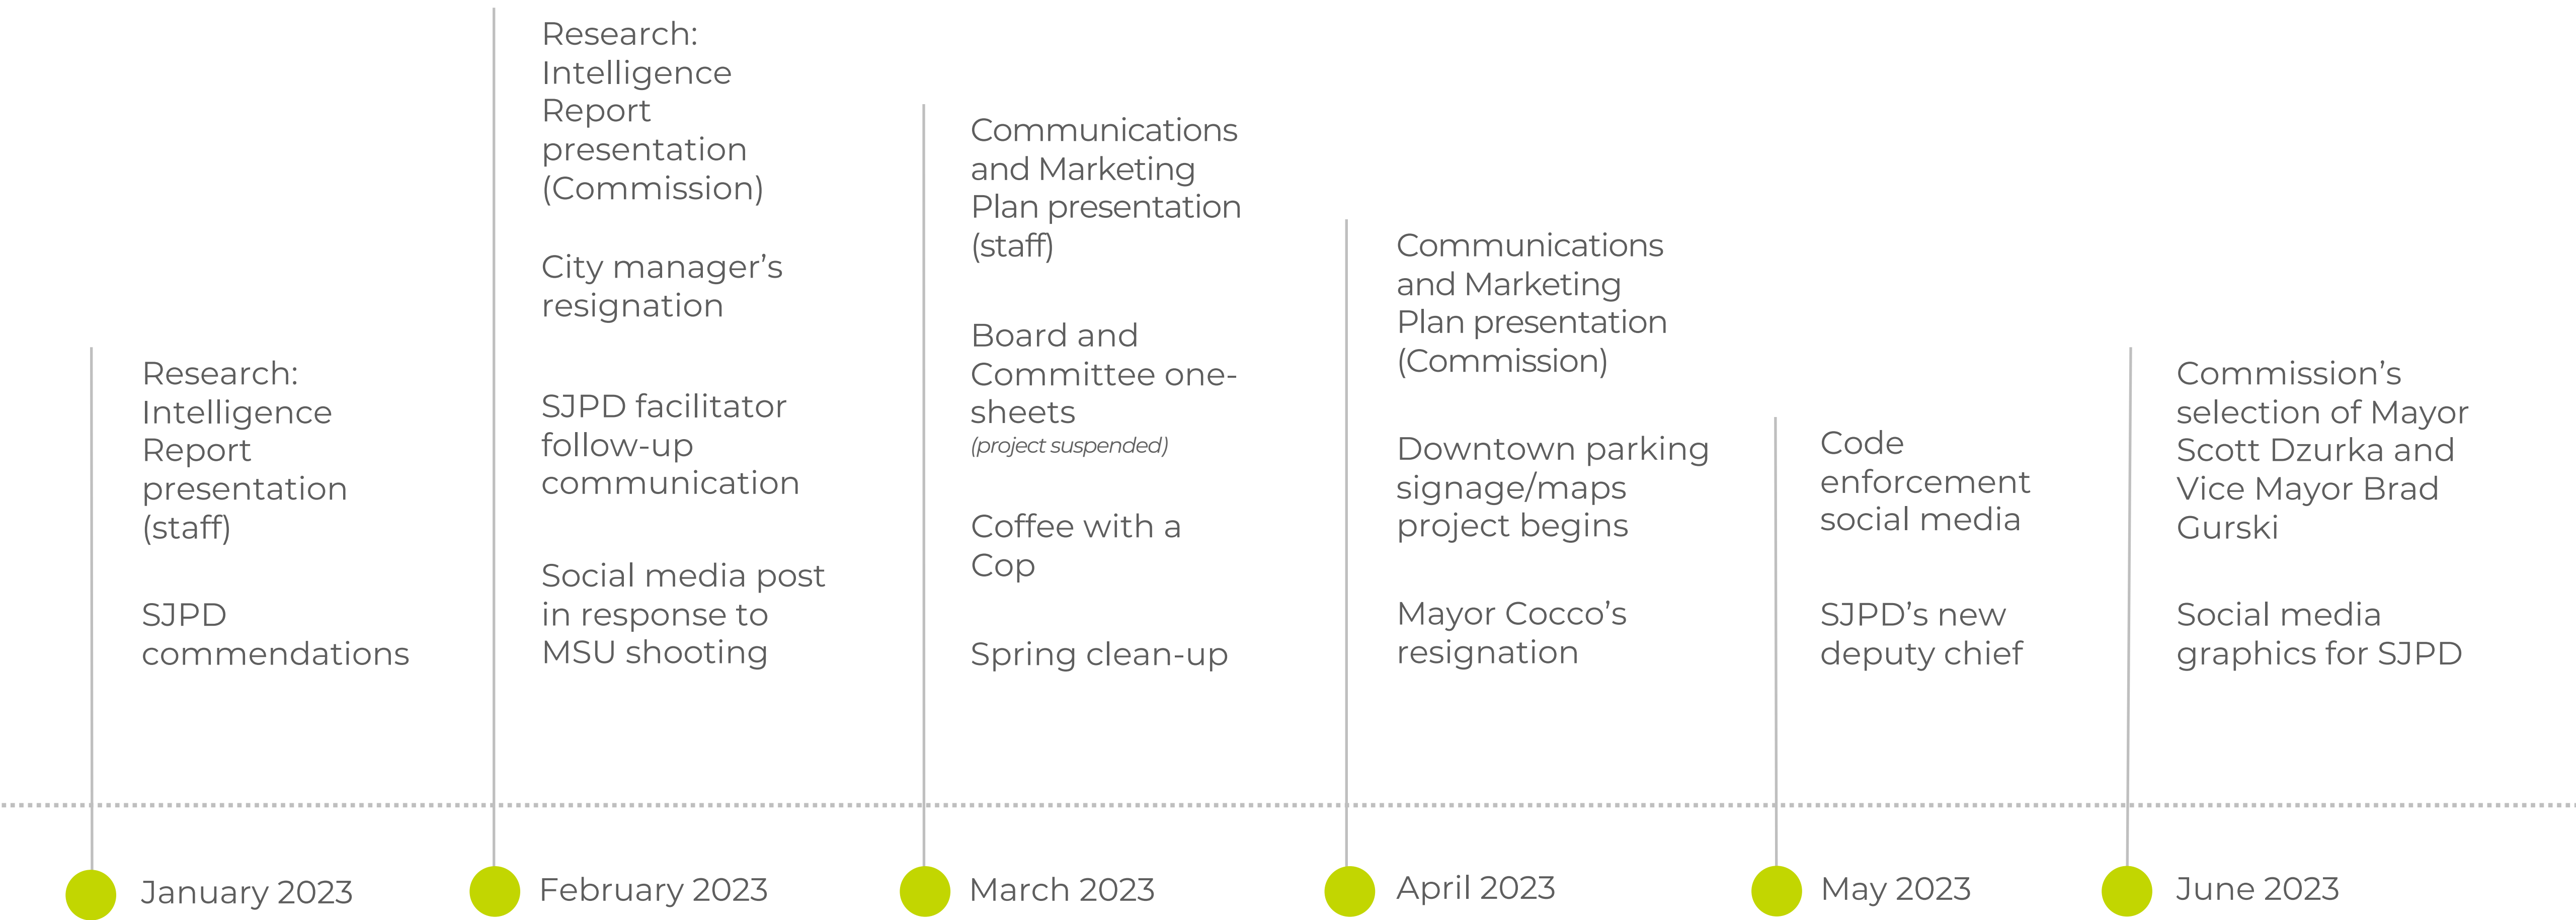 Research:
Intelligence
Report
presentation
(staff)
SJPD
commendations
January 2023
Research:
Intelligence
Report
presentation
(Commission)
City manager’s
resignation
SJPD facilitator
follow-up
communication
Social media post
in response to
MSU shooting
February 2023
Communications
and Marketing
Plan presentation
(staff)
Board and
Committee one-
sheets
(project suspended)
Coffee with a
Cop
Spring clean-up
March 2023
Communications
and Marketing
Plan presentation
(Commission)
Downtown parking
signage/maps
project begins
Mayor Cocco’s
resignation
April 2023
Code
enforcement
social media
SJPD’s new
deputy chief
May 2023
Commission’s
selection of Mayor
Scott Dzurka and
Vice Mayor Brad
Gurski
Social media
graphics for SJPD
June 2023